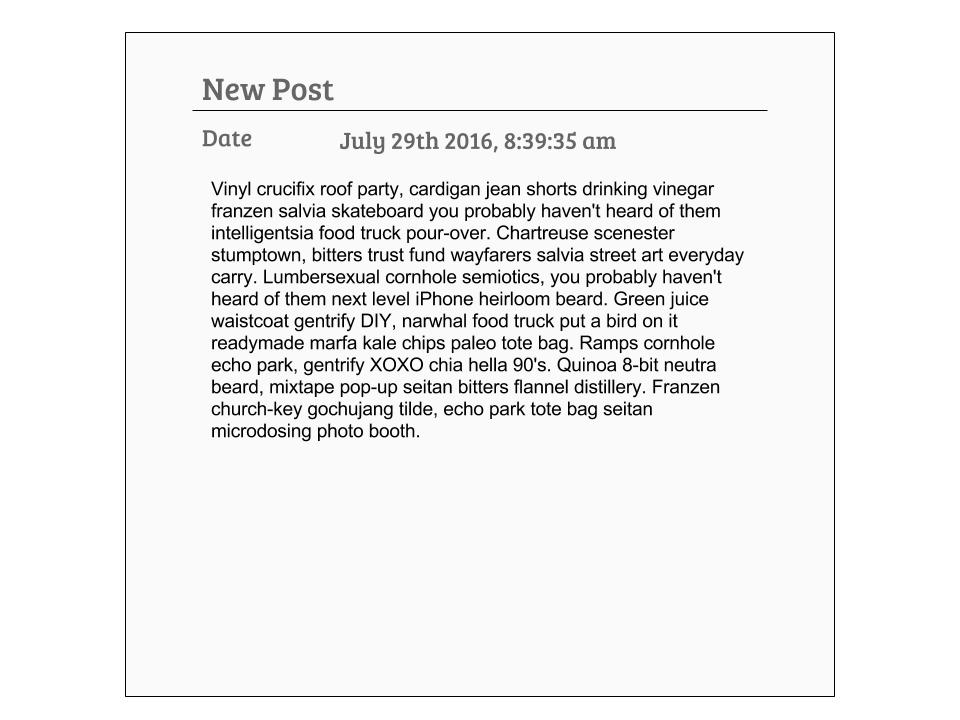 New Post
Date July 29th 2016, 8:39:35 am
Vinyl crucifix roof party, cardigan jean shorts drinking vinegar
franzen salvia skateboard you probably haven't heard of them
intelligentsia food truck pour-over. Chartreuse scenester
stumptown, bitters trust fund wayfarers salvia street art everyday
carry. Lumbersexual cornhole semiotics, you probably haven't
heard of them next level iPhone heirloom beard. Green juice
waistcoat gentrify DIY, narwhal food truck put a bird on it
readymade marfa kale chips paleo tote bag. Ramps cornhole
echo park, gentrify XOXO chia hella 90's. Quinoa 8-bit neutra
beard, mixtape pop-up seitan bitters flannel distillery. Franzen
church-key gochujang tilde, echo park tote bag seitan
microdosing photo booth.